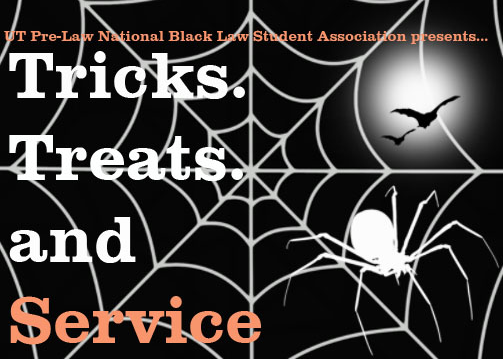 UT Pre-Law National Black Law Student Association presents...
Tricks.
Treats.
and
Service